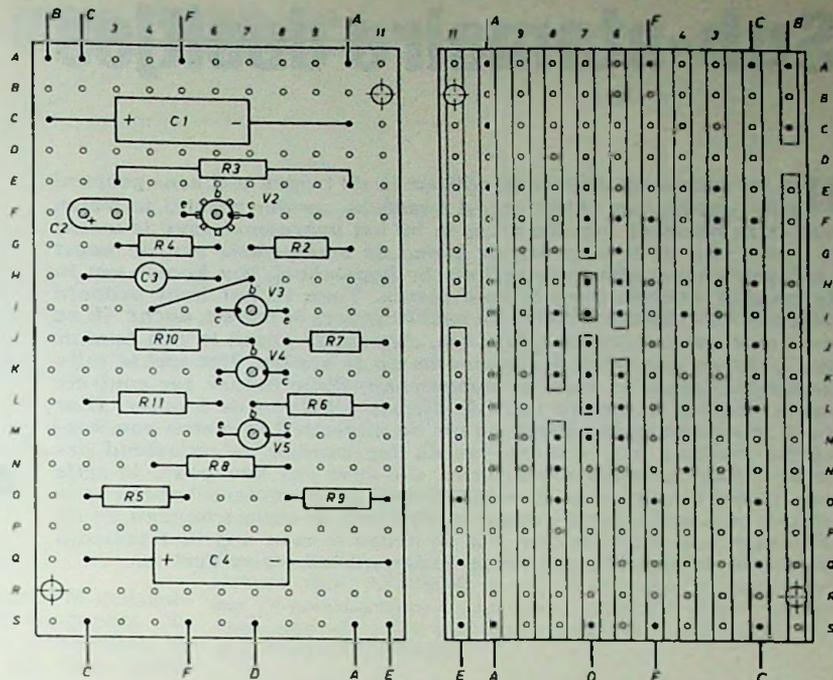 B C 3 4 F 6 7 8 9 A 11
A
B
C + C1 -
D
E R3
F C2 + b V2 e c
G R4 R2
H C3
I b V3 c e
J R10 R7
K b V4 e c
L R11 R6
M b e c V5
N R8
O R5 R9
P
Q + C4 -
R
S
C F D A E
11 A 9 8 7 6 F 4 3 C B
A
B
C
D
E
F
G
H
I
J
K
L
M
N
O
P
Q
R
S
E A D F C